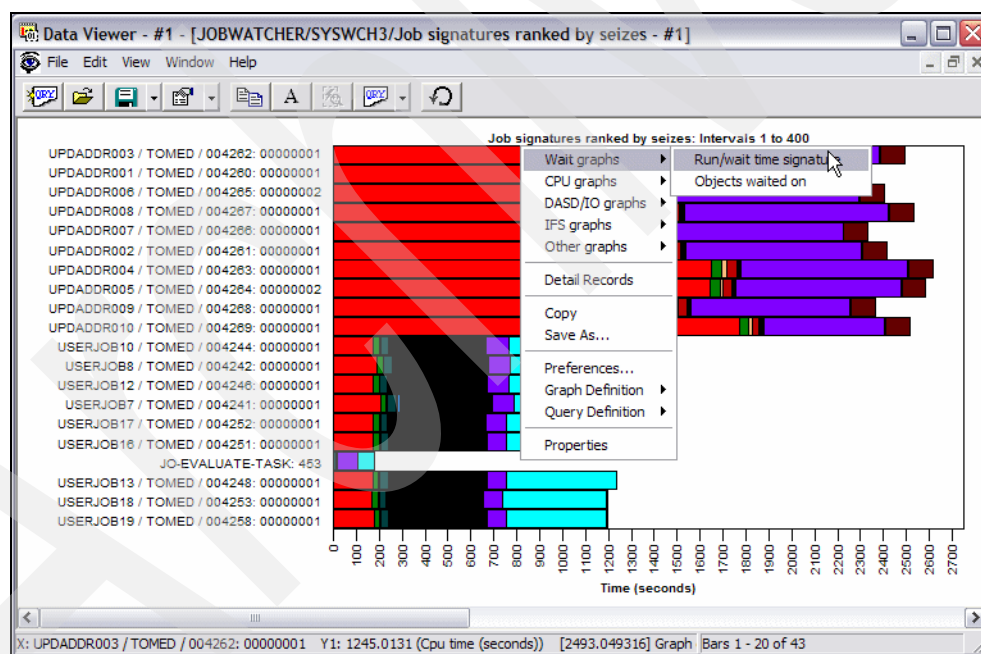 Data Viewer - #1 - [JOBWATCHER/SYSWCH3/Job signatures ranked by seizes - #1]
File Edit View Window Help
QRY A QRY
Job signatures ranked by seizes: Intervals 1 to 400
UPDADDR003 / TOMED / 004262: 00000001
UPDADDR001 / TOMED / 004260: 00000001
UPDADDR006 / TOMED / 004265: 00000002
UPDADDR008 / TOMED / 004267: 00000001
UPDADDR007 / TOMED / 004266: 00000001
UPDADDR002 / TOMED / 004261: 00000001
UPDADDR004 / TOMED / 004263: 00000001
UPDADDR005 / TOMED / 004264: 00000002
UPDADDR009 / TOMED / 004268: 00000001
UPDADDR010 / TOMED / 004269: 00000001
USERJOB10 / TOMED / 004244: 00000001
USERJOB8 / TOMED / 004242: 00000001
USERJOB12 / TOMED / 004246: 00000001
USERJOB7 / TOMED / 004241: 00000001
USERJOB17 / TOMED / 004252: 00000001
USERJOB16 / TOMED / 004251: 00000001
JO-EVALUATE-TASK: 453
USERJOB13 / TOMED / 004248: 00000001
USERJOB18 / TOMED / 004253: 00000001
USERJOB19 / TOMED / 004258: 00000001
Wait graphs
CPU graphs
DASD/IO graphs
IFS graphs
Other graphs
Detail Records
Copy
Save As...
Preferences...
Graph Definition
Query Definition
Properties
Run/wait time signature
Objects waited on
0 100 200 300 400 500 600 700 800 900 1000 1100 1200 1300 1400 1500 1600 1700 1800 1900 2000 2100 2200 2300 2400 2500 2600 2700
Time (seconds)
X: UPDADDR003 / TOMED / 004262: 00000001 Y1: 1245.0131 (Cpu time (seconds)) [2493.049316] Graph Bars 1 - 20 of 43